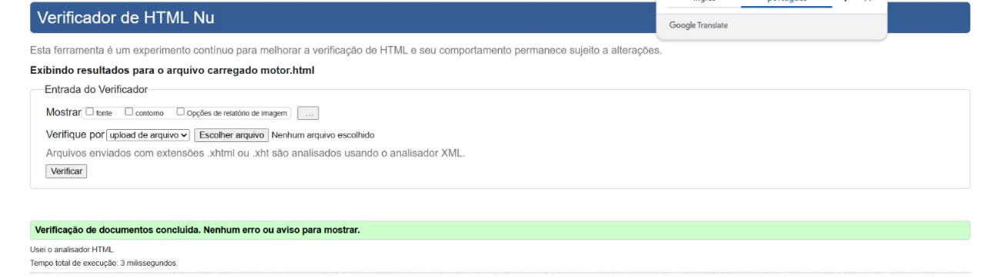 Verificador de HTML Nu
Google Translate
Esta ferramenta é um experimento contínuo para melhorar a verificação de HTML e seu comportamento permanece sujeito a alterações.
Exibindo resultados para o arquivo carregado motor.html
Entrada do Verificador
Mostrar fonte contorno Opções de relatório de imagem ...
Verifique por upload de arquivo Escolher arquivo Nenhum arquivo escolhido
Arquivos enviados com extensões .xhtml ou .xht são analisados usando o analisador XML.
Verificar
Verificação de documentos concluída. Nenhum erro ou aviso para mostrar.
Usei o analisador HTML.
Tempo total de execução: 3 milissegundos.